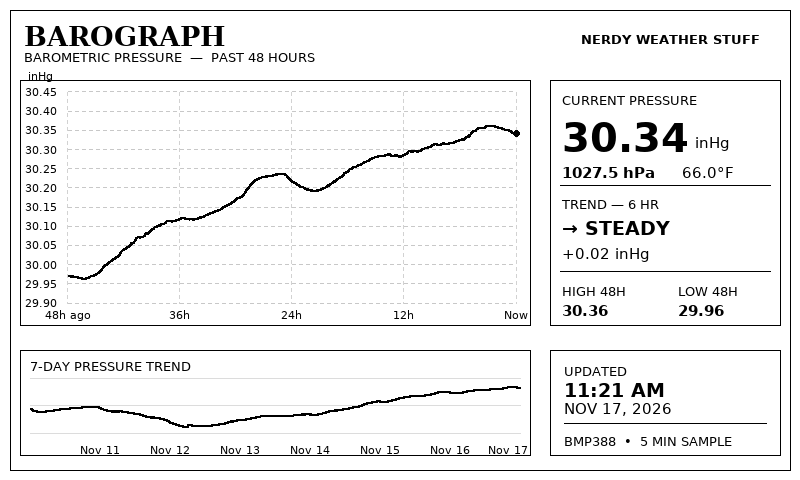 BAROGRAPH
BAROMETRIC PRESSURE — PAST 48 HOURS
NERDY WEATHER STUFF
inHg
30.45
30.40
30.35
30.30
30.25
30.20
30.15
30.10
30.05
30.00
29.95
29.90
48h ago 36h 24h 12h Now
CURRENT PRESSURE
30.34 inHg
1027.5 hPa 66.0°F
TREND — 6 HR
→ STEADY
+0.02 inHg
HIGH 48H LOW 48H
30.36 29.96
7-DAY PRESSURE TREND
Nov 11 Nov 12 Nov 13 Nov 14 Nov 15 Nov 16 Nov 17
UPDATED
11:21 AM
NOV 17, 2026
BMP388 • 5 MIN SAMPLE